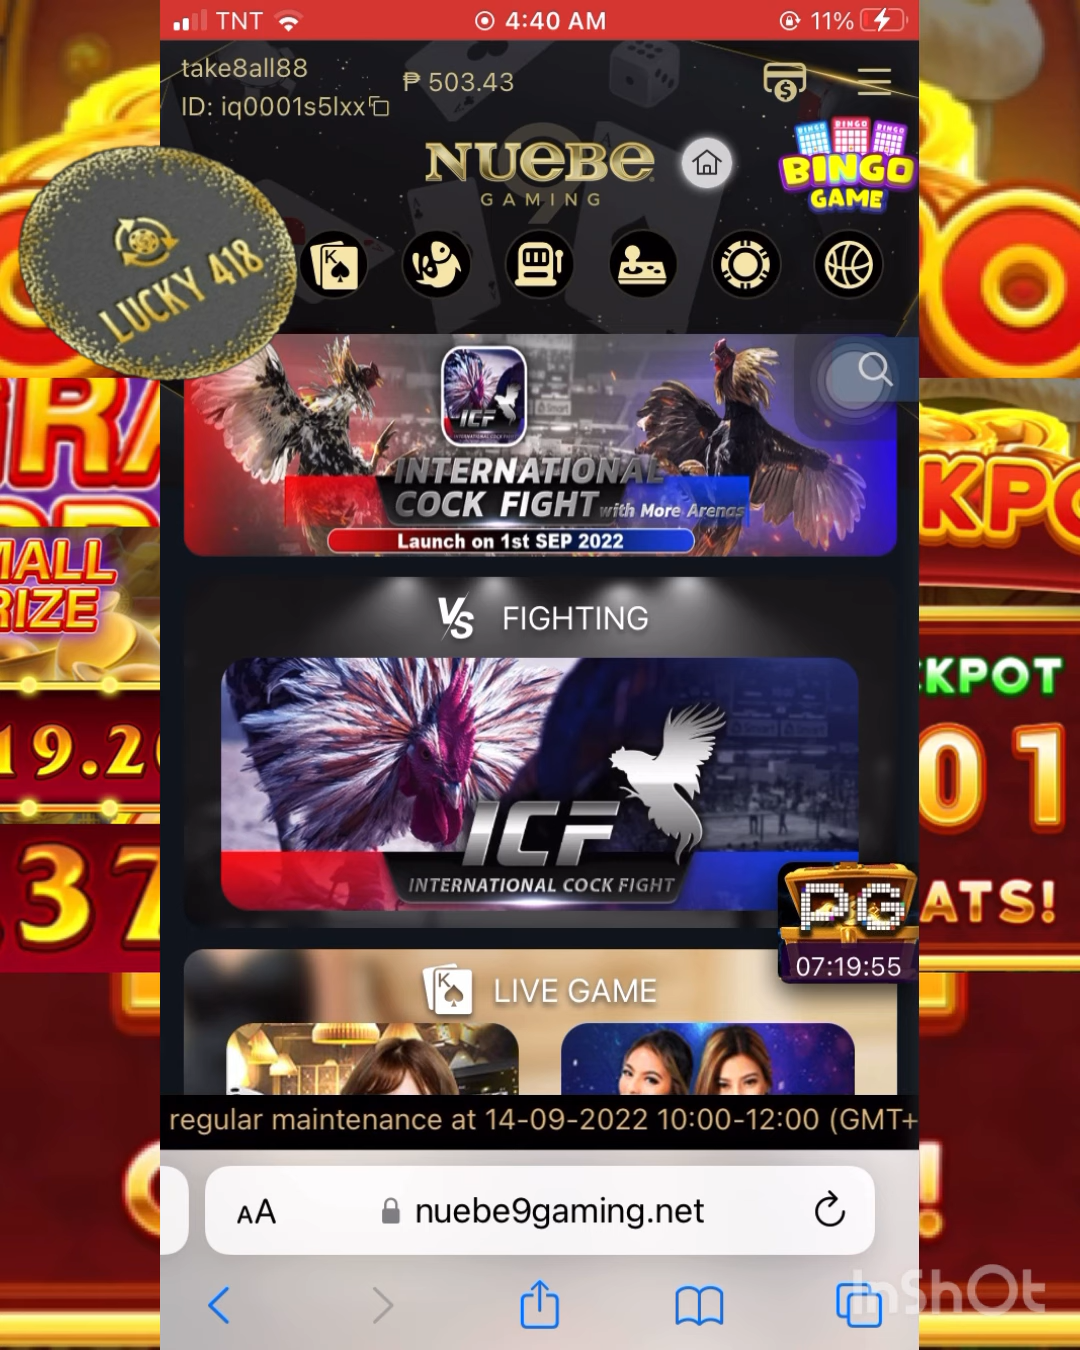 TNT
4:40 AM
11%
take8all88
ID: iq0001s5lxx
₱ 503.43
NUEBE
GAMING
BINGO BINGO BINGO
BINGO
GAME
LUCKY 418
K
ICF
INTERNATIONAL
COCK FIGHT with More Arenas
Launch on 1st SEP 2022
VS FIGHTING
ICF
INTERNATIONAL COCK FIGHT
PG
07:19:55
K
LIVE GAME
regular maintenance at 14-09-2022 10:00-12:00 (GMT+
AA
nuebe9gaming.net
InShOt
MALL
RIZE
19.2
.37
KPO
KPOT
01
ATS!